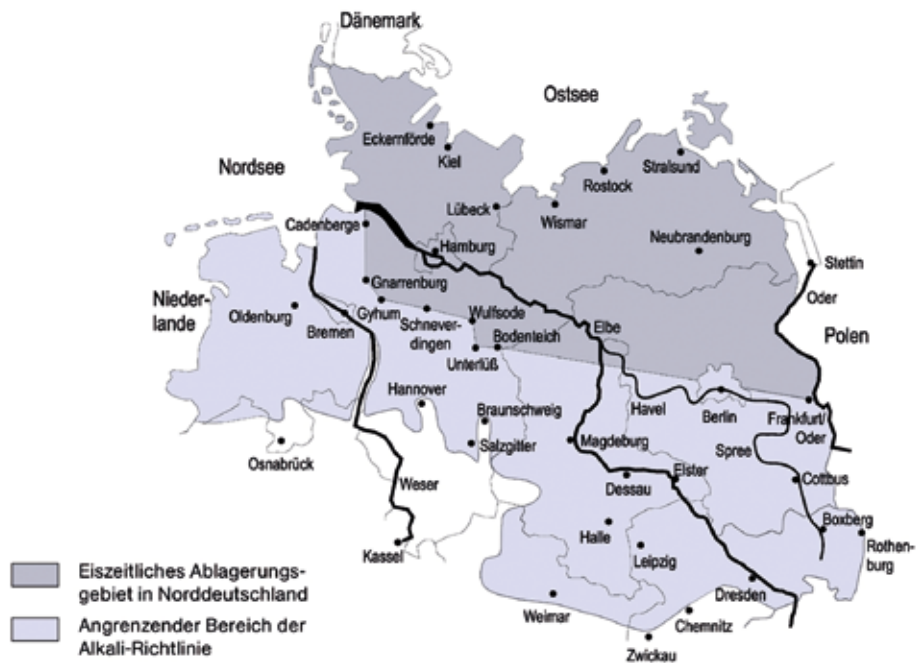 Dänemark
Ostsee
Eckernförde
Kiel
Stralsund
Rostock
Nordsee
Lübeck
Wismar
Cadenberge
Hamburg
Neubrandenburg
Stettin
Gnarrenburg
Oder
Nieder-
lande
Oldenburg
Bremen
Gyhum
Schnever-
dingen
Wulfsode
Bodenteich
Elbe
Polen
Unterlüß
Hannover
Havel
Berlin
Frankfurt/
Oder
Braunschweig
Osnabrück
Salzgitter
Magdeburg
Spree
Weser
Dessau
Elster
Cottbus
Halle
Boxberg
Kassel
Leipzig
Rothen-
burg
Dresden
Weimar
Chemnitz
Zwickau
Eiszeitliches Ablagerungs-
gebiet in Norddeutschland
Angrenzender Bereich der
Alkali-Richtlinie